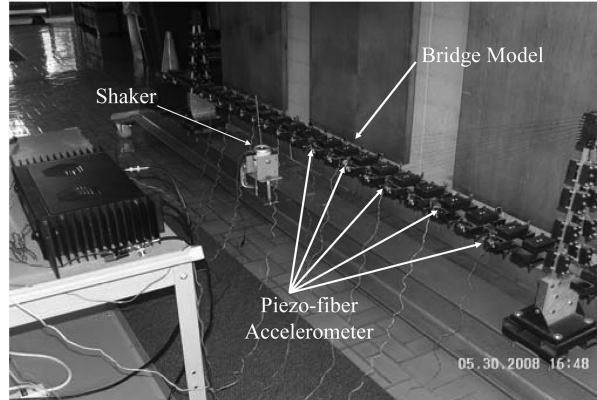 Bridge Model
Shaker
Piezo-fiber
Accelerometer
05.30.2008 16:48